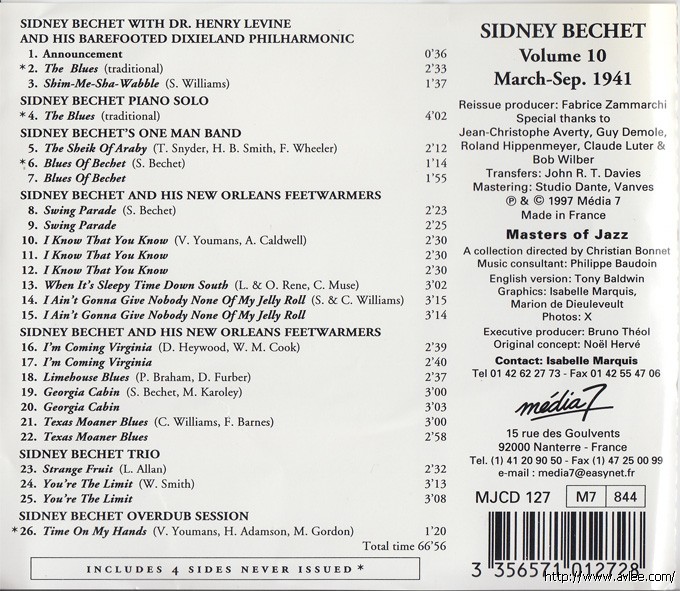 SIDNEY BECHET WITH DR. HENRY LEVINE
AND HIS BAREFOOTED DIXIELAND PHILHARMONIC
1. Announcement 0'36
*2. The Blues (traditional) 2'33
3. Shim-Me-Sha-Wabble (S. Williams) 1'37
SIDNEY BECHET PIANO SOLO
*4. The Blues (traditional) 4'02
SIDNEY BECHET'S ONE MAN BAND
5. The Sheik Of Araby (T. Snyder, H. B. Smith, F. Wheeler) 2'12
*6. Blues Of Bechet (S. Bechet) 1'14
7. Blues Of Bechet 1'55
SIDNEY BECHET AND HIS NEW ORLEANS FEETWARMERS
8. Swing Parade (S. Bechet) 2'23
9. Swing Parade 2'25
10. I Know That You Know (V. Youmans, A. Caldwell) 2'30
11. I Know That You Know 2'30
12. I Know That You Know 2'30
13. When It's Sleepy Time Down South (L. & O. Rene, C. Muse) 3'02
14. I Ain't Gonna Give Nobody None Of My Jelly Roll (S. & C. Williams) 3'15
15. I Ain't Gonna Give Nobody None Of My Jelly Roll 3'14
SIDNEY BECHET AND HIS NEW ORLEANS FEETWARMERS
16. I'm Coming Virginia (D. Heywood, W. M. Cook) 2'39
17. I'm Coming Virginia 2'40
18. Limehouse Blues (P. Braham, D. Furber) 2'37
19. Georgia Cabin (S. Bechet, M. Karoley) 3'00
20. Georgia Cabin 3'03
21. Texas Moaner Blues (C. Williams, F. Barnes) 3'00
22. Texas Moaner Blues 2'58
SIDNEY BECHET TRIO
23. Strange Fruit (L. Allan) 2'32
24. You're The Limit (W. Smith) 3'13
25. You're The Limit 3'08
SIDNEY BECHET OVERDUB SESSION
*26. Time On My Hands (V. Youmans, H. Adamson, M. Gordon) 1'20
Total time 66'56
INCLUDES 4 SIDES NEVER ISSUED *
SIDNEY BECHET
Volume 10
March-Sep. 1941
Reissue producer: Fabrice Zammarchi
Special thanks to
Jean-Christophe Averty, Guy Demole,
Roland Hippenmeyer, Claude Luter &
Bob Wilber
Transfers: John R. T. Davies
Mastering: Studio Dante, Vanves
℗ & © 1997 Média 7
Made in France
Masters of Jazz
A collection directed by Christian Bonnet
Music consultant: Philippe Baudoin
English version: Tony Baldwin
Graphics: Isabelle Marquis,
Marion de Dieuleveult
Photos: X
Executive producer: Bruno Théol
Original concept: Noël Hervé
Contact: Isabelle Marquis
Tel 01 42 62 27 73 - Fax 01 42 55 47 06
média 7
15 rue des Goulvents
92000 Nanterre - France
Tel. (1) 41 20 90 50 - Fax (1) 47 25 00 99
e-mail : media7@easynet.fr
MJCD 127 M7 844
3 356571 012728
http://www.avlee.com/